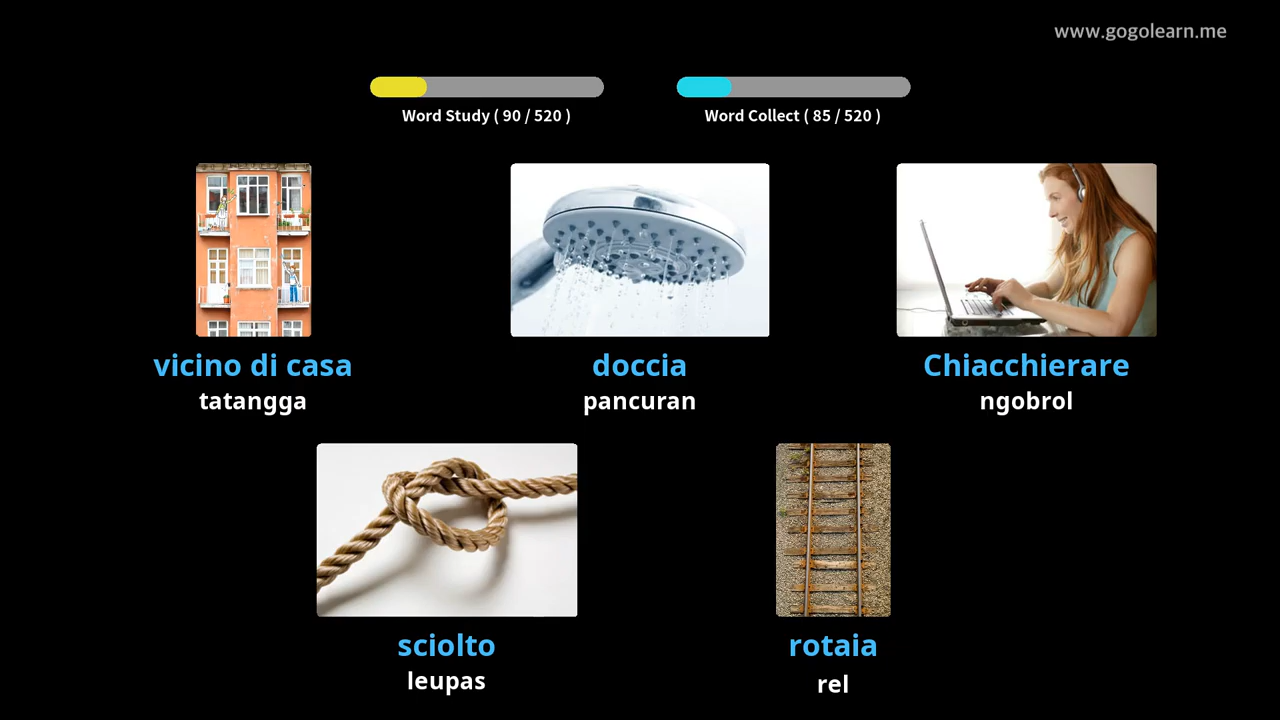 www.gogolearn.me
Word Study ( 90 / 520 )
Word Collect ( 85 / 520 )
vicino di casa
tatangga
doccia
pancuran
Chiacchierare
ngobrol
sciolto
leupas
rotaia
rel